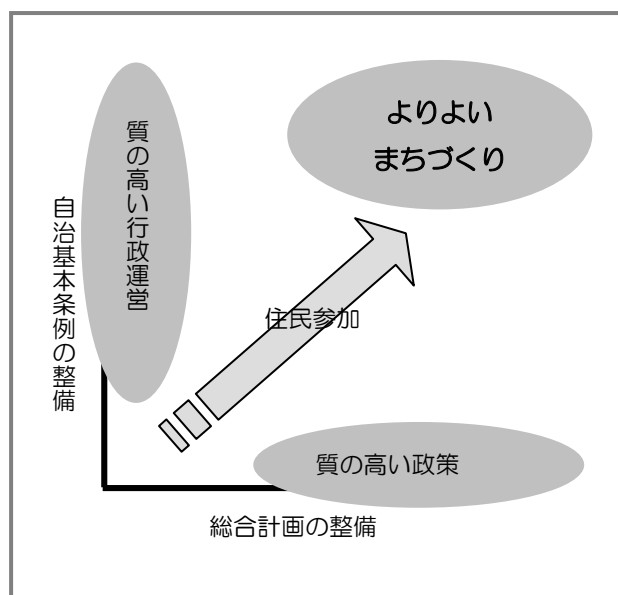 よりよい
まちづくり
質の高い行政運営
自治基本条例の整備
住民参加
質の高い政策
総合計画の整備